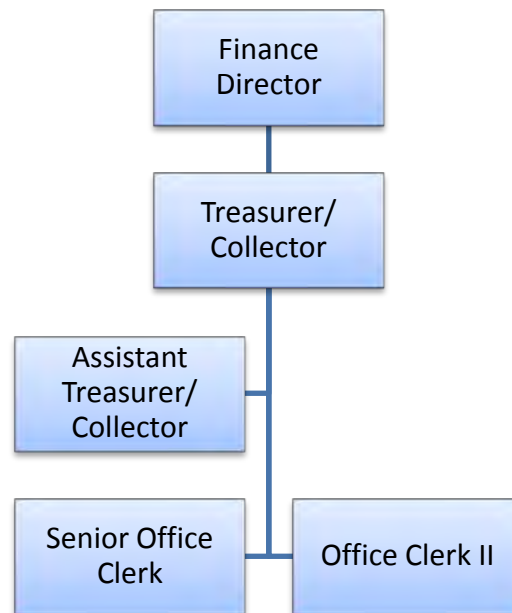 Finance
Director
Treasurer/
Collector
Assistant
Treasurer/
Collector
Senior Office
Clerk
Office Clerk II